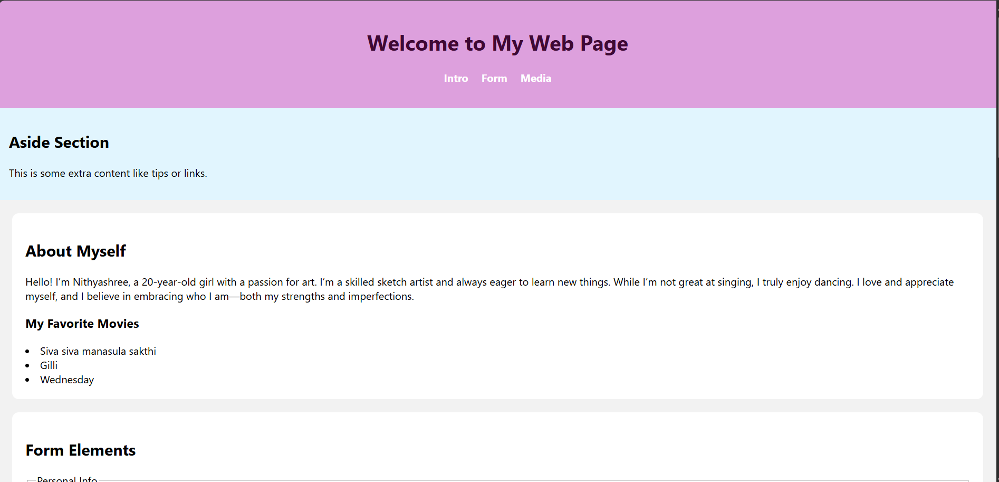 Welcome to My Web Page
Intro Form Media
Aside Section
This is some extra content like tips or links.
About Myself
Hello! I’m Nithyashree, a 20-year-old girl with a passion for art. I’m a skilled sketch artist and always eager to learn new things. While I’m not great at singing, I truly enjoy dancing. I love and appreciate
myself, and I believe in embracing who I am—both my strengths and imperfections.
My Favorite Movies
Siva siva manasula sakthi
Gilli
Wednesday
Form Elements
Personal Info